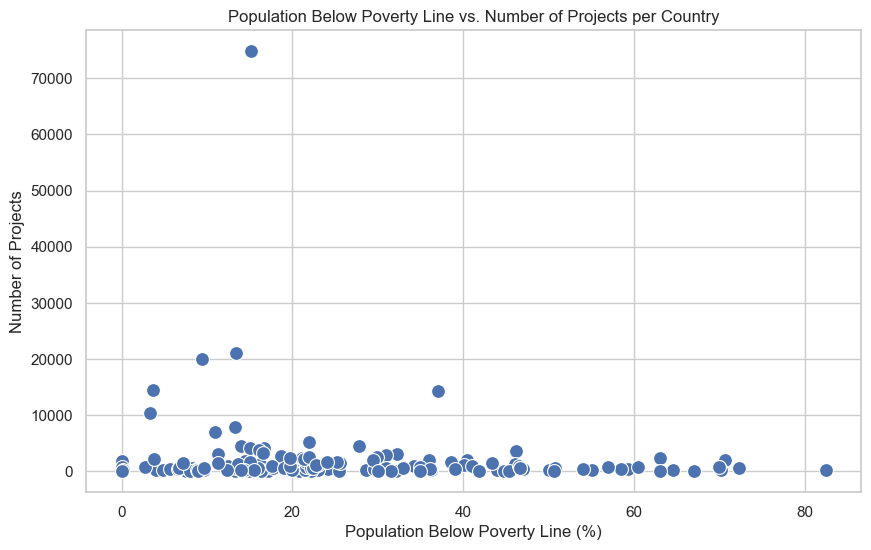 Population Below Poverty Line vs. Number of Projects per Country
70000
60000
50000
40000
30000
20000
10000
0
Number of Projects
0 20 40 60 80
Population Below Poverty Line (%)